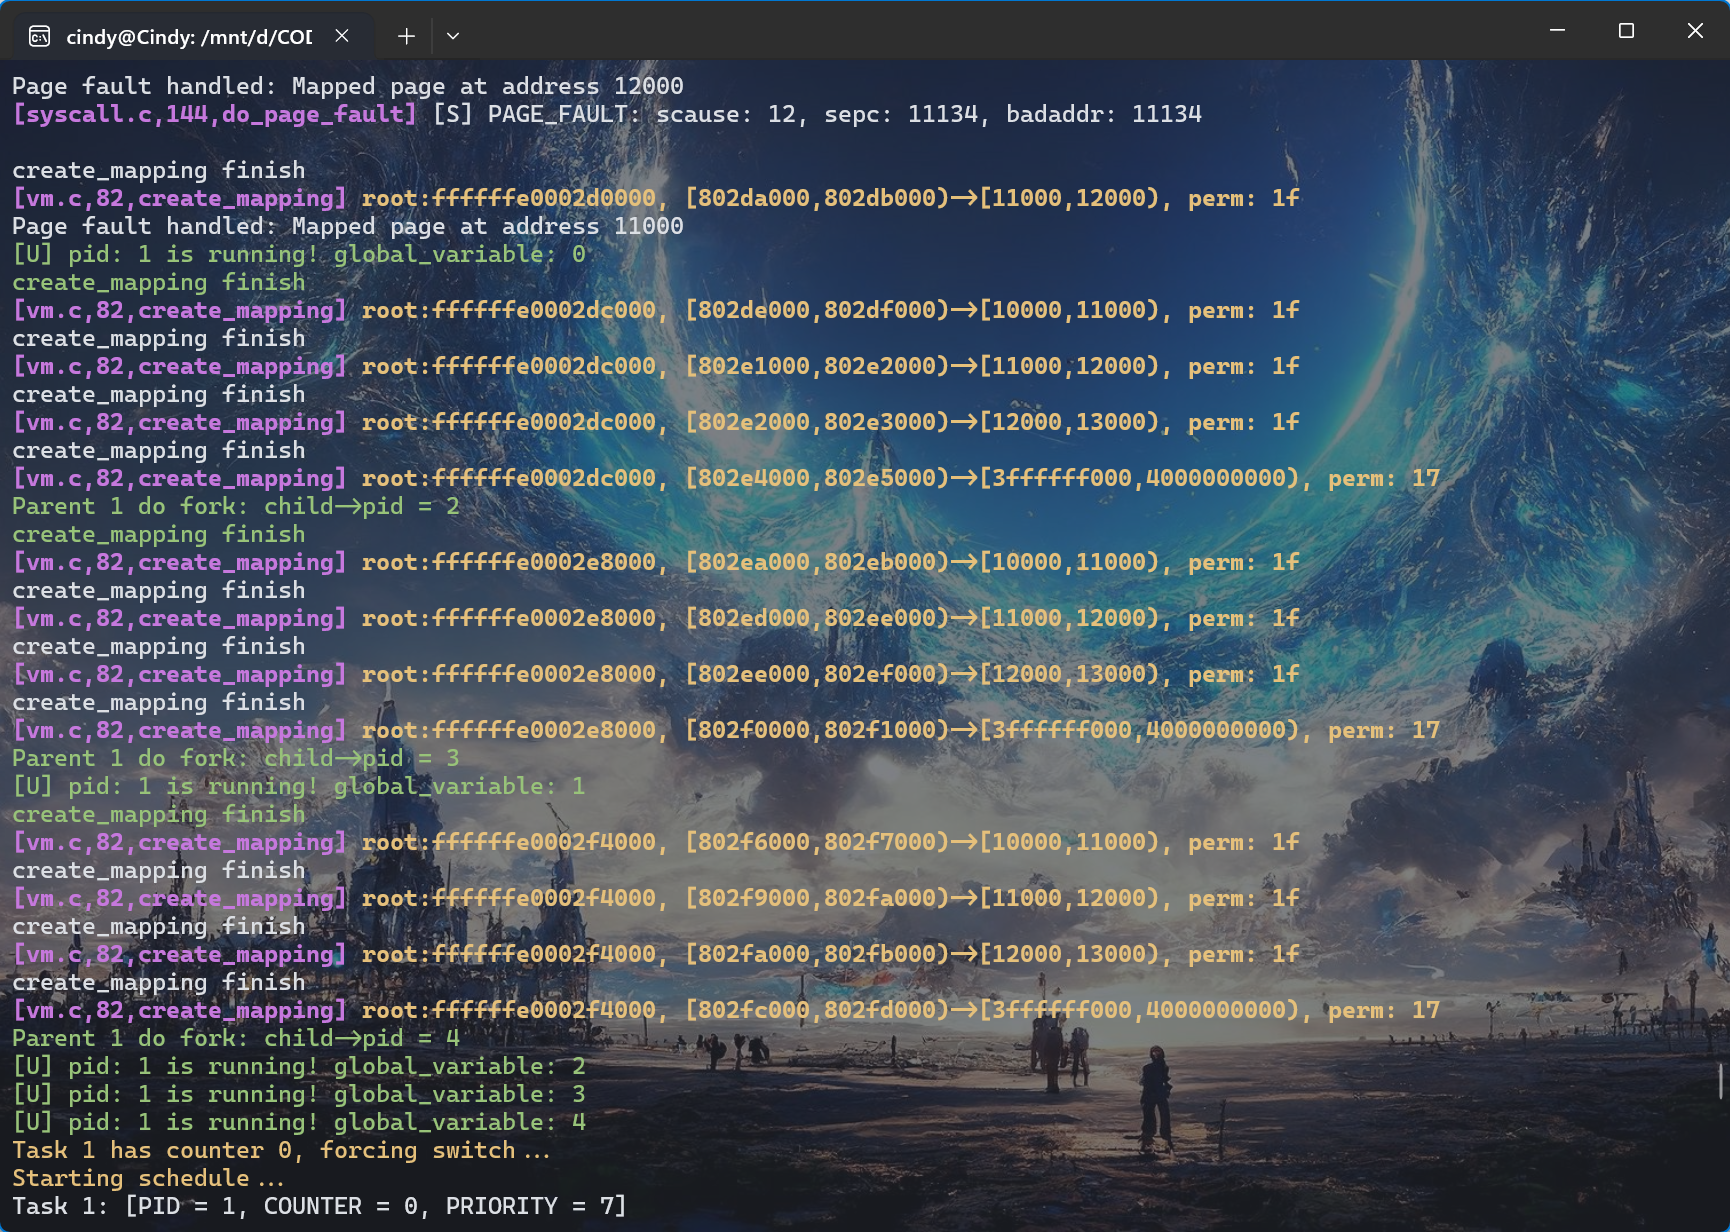 cindy@Cindy: /mnt/d/COD
Page fault handled: Mapped page at address 12000
[syscall.c,144,do_page_fault] [S] PAGE_FAULT: scause: 12, sepc: 11134, badaddr: 11134
create_mapping finish
[vm.c,82,create_mapping] root:ffffffe0002d0000, [802da000,802db000)->[11000,12000), perm: 1f
Page fault handled: Mapped page at address 11000
[U] pid: 1 is running! global_variable: 0
create_mapping finish
[vm.c,82,create_mapping] root:ffffffe0002dc000, [802de000,802df000)->[10000,11000), perm: 1f
create_mapping finish
[vm.c,82,create_mapping] root:ffffffe0002dc000, [802e1000,802e2000)->[11000,12000), perm: 1f
create_mapping finish
[vm.c,82,create_mapping] root:ffffffe0002dc000, [802e2000,802e3000)->[12000,13000), perm: 1f
create_mapping finish
[vm.c,82,create_mapping] root:ffffffe0002dc000, [802e4000,802e5000)->[3ffffff000,4000000000), perm: 17
Parent 1 do fork: child->pid = 2
create_mapping finish
[vm.c,82,create_mapping] root:ffffffe0002e8000, [802ea000,802eb000)->[10000,11000), perm: 1f
create_mapping finish
[vm.c,82,create_mapping] root:ffffffe0002e8000, [802ed000,802ee000)->[11000,12000), perm: 1f
create_mapping finish
[vm.c,82,create_mapping] root:ffffffe0002e8000, [802ee000,802ef000)->[12000,13000), perm: 1f
create_mapping finish
[vm.c,82,create_mapping] root:ffffffe0002e8000, [802f0000,802f1000)->[3ffffff000,4000000000), perm: 17
Parent 1 do fork: child->pid = 3
[U] pid: 1 is running! global_variable: 1
create_mapping finish
[vm.c,82,create_mapping] root:ffffffe0002f4000, [802f6000,802f7000)->[10000,11000), perm: 1f
create_mapping finish
[vm.c,82,create_mapping] root:ffffffe0002f4000, [802f9000,802fa000)->[11000,12000), perm: 1f
create_mapping finish
[vm.c,82,create_mapping] root:ffffffe0002f4000, [802fa000,802fb000)->[12000,13000), perm: 1f
create_mapping finish
[vm.c,82,create_mapping] root:ffffffe0002f4000, [802fc000,802fd000)->[3ffffff000,4000000000), perm: 17
Parent 1 do fork: child->pid = 4
[U] pid: 1 is running! global_variable: 2
[U] pid: 1 is running! global_variable: 3
[U] pid: 1 is running! global_variable: 4
Task 1 has counter 0, forcing switch...
Starting schedule...
Task 1: [PID = 1, COUNTER = 0, PRIORITY = 7]